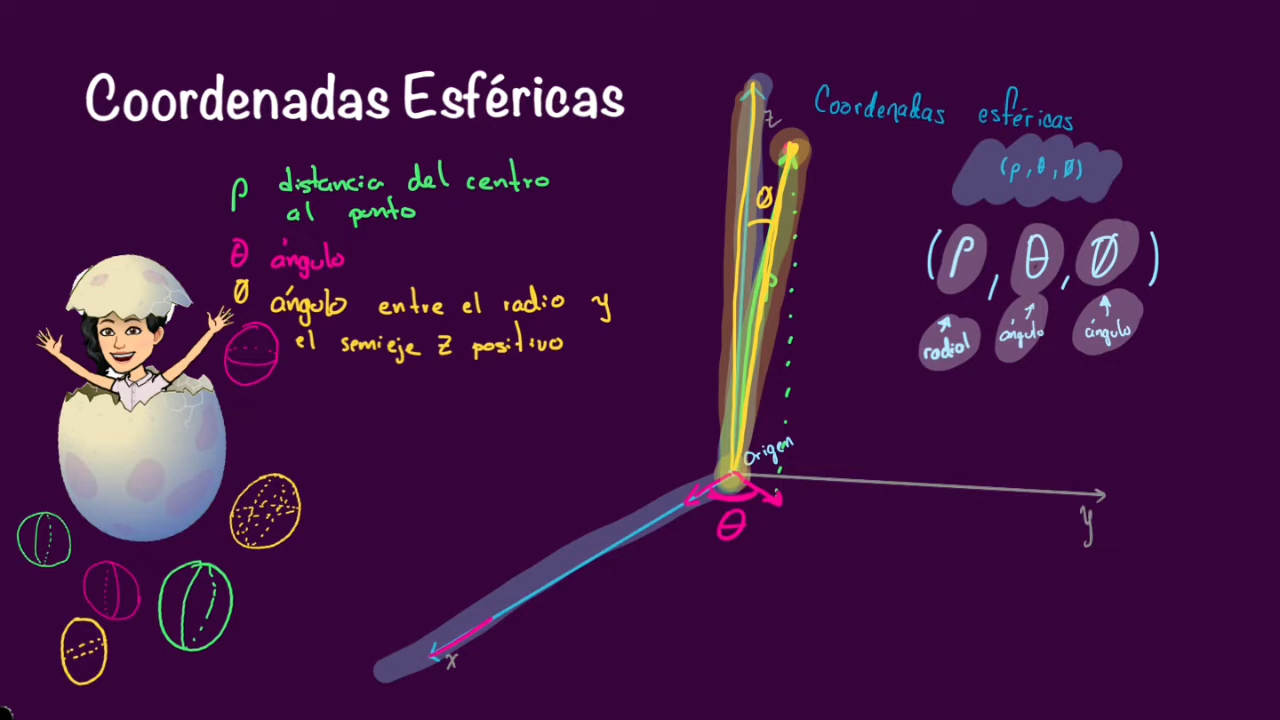 Coordenadas Esféricas
ρ distancia del centro
al punto
θ ángulo
Ø ángulo entre el radio y
el semieje z positivo
Coordenadas esféricas
(ρ, θ, Ø)
(ρ, θ, Ø)
radial ángulo ángulo
z
Ø
ρ
Origen
θ
y
x